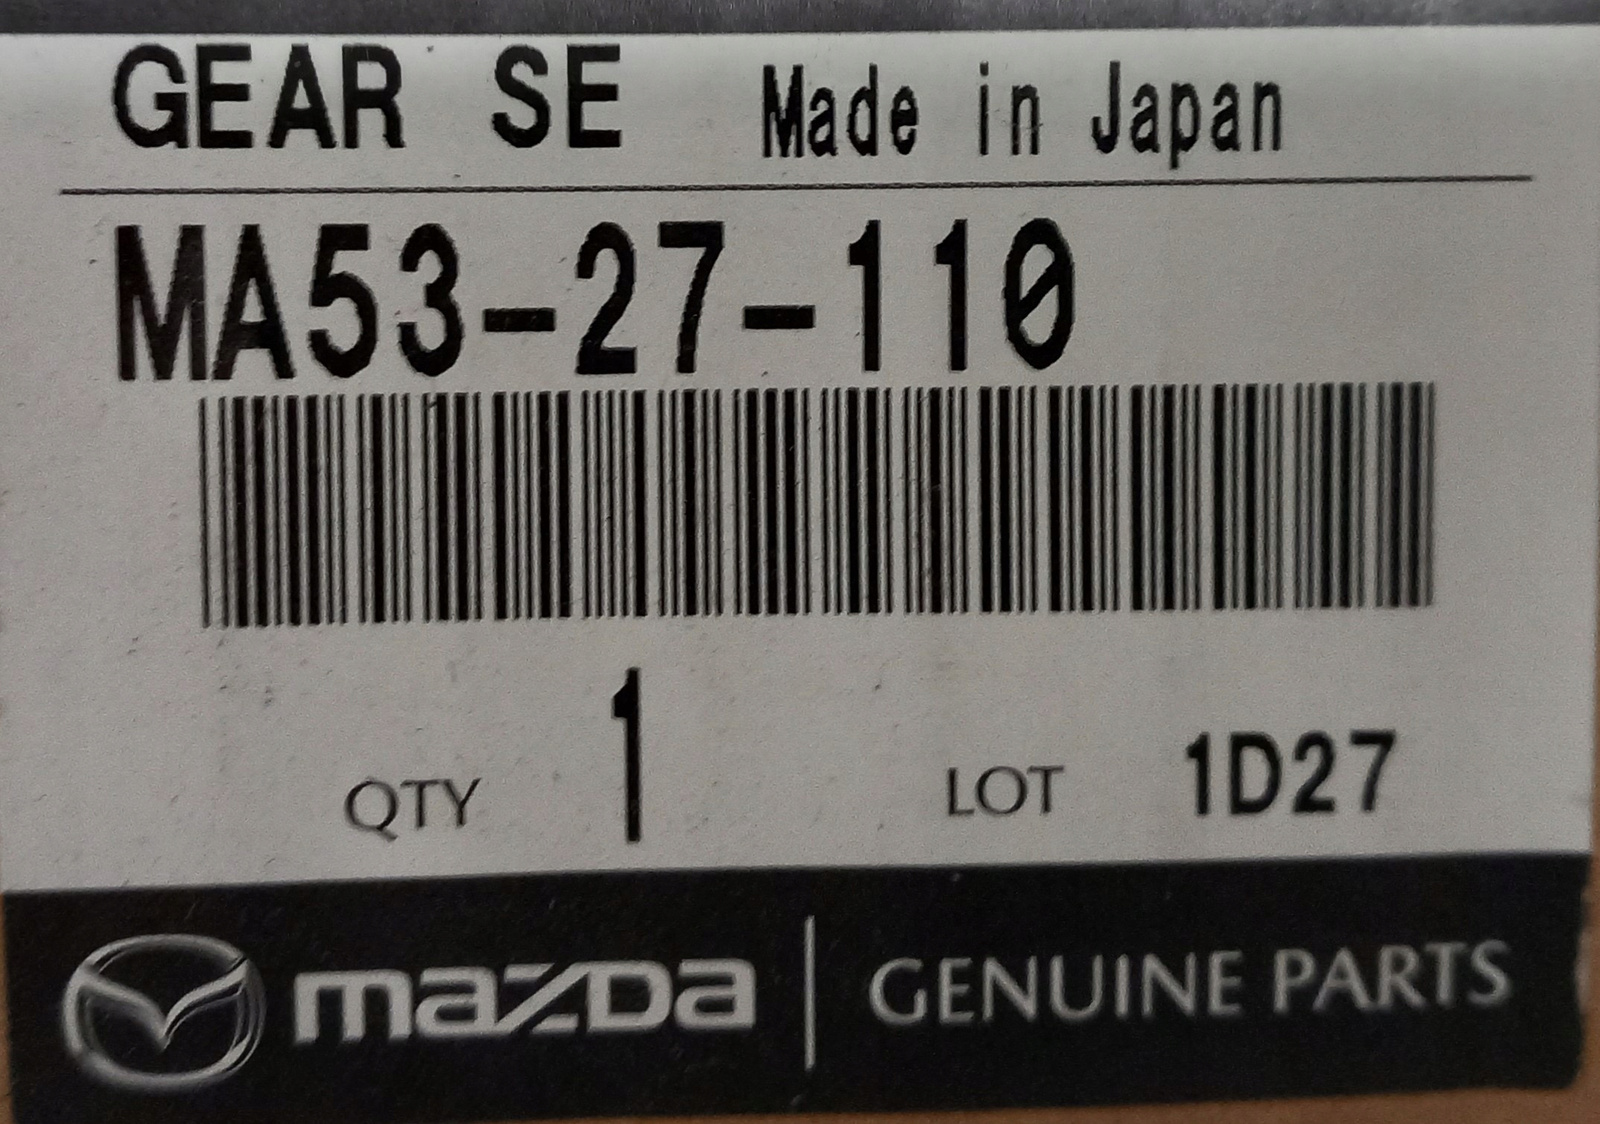 GEAR SE Made in Japan
MA53-27-110
QTY 1 LOT 1D27
mazda GENUINE PARTS